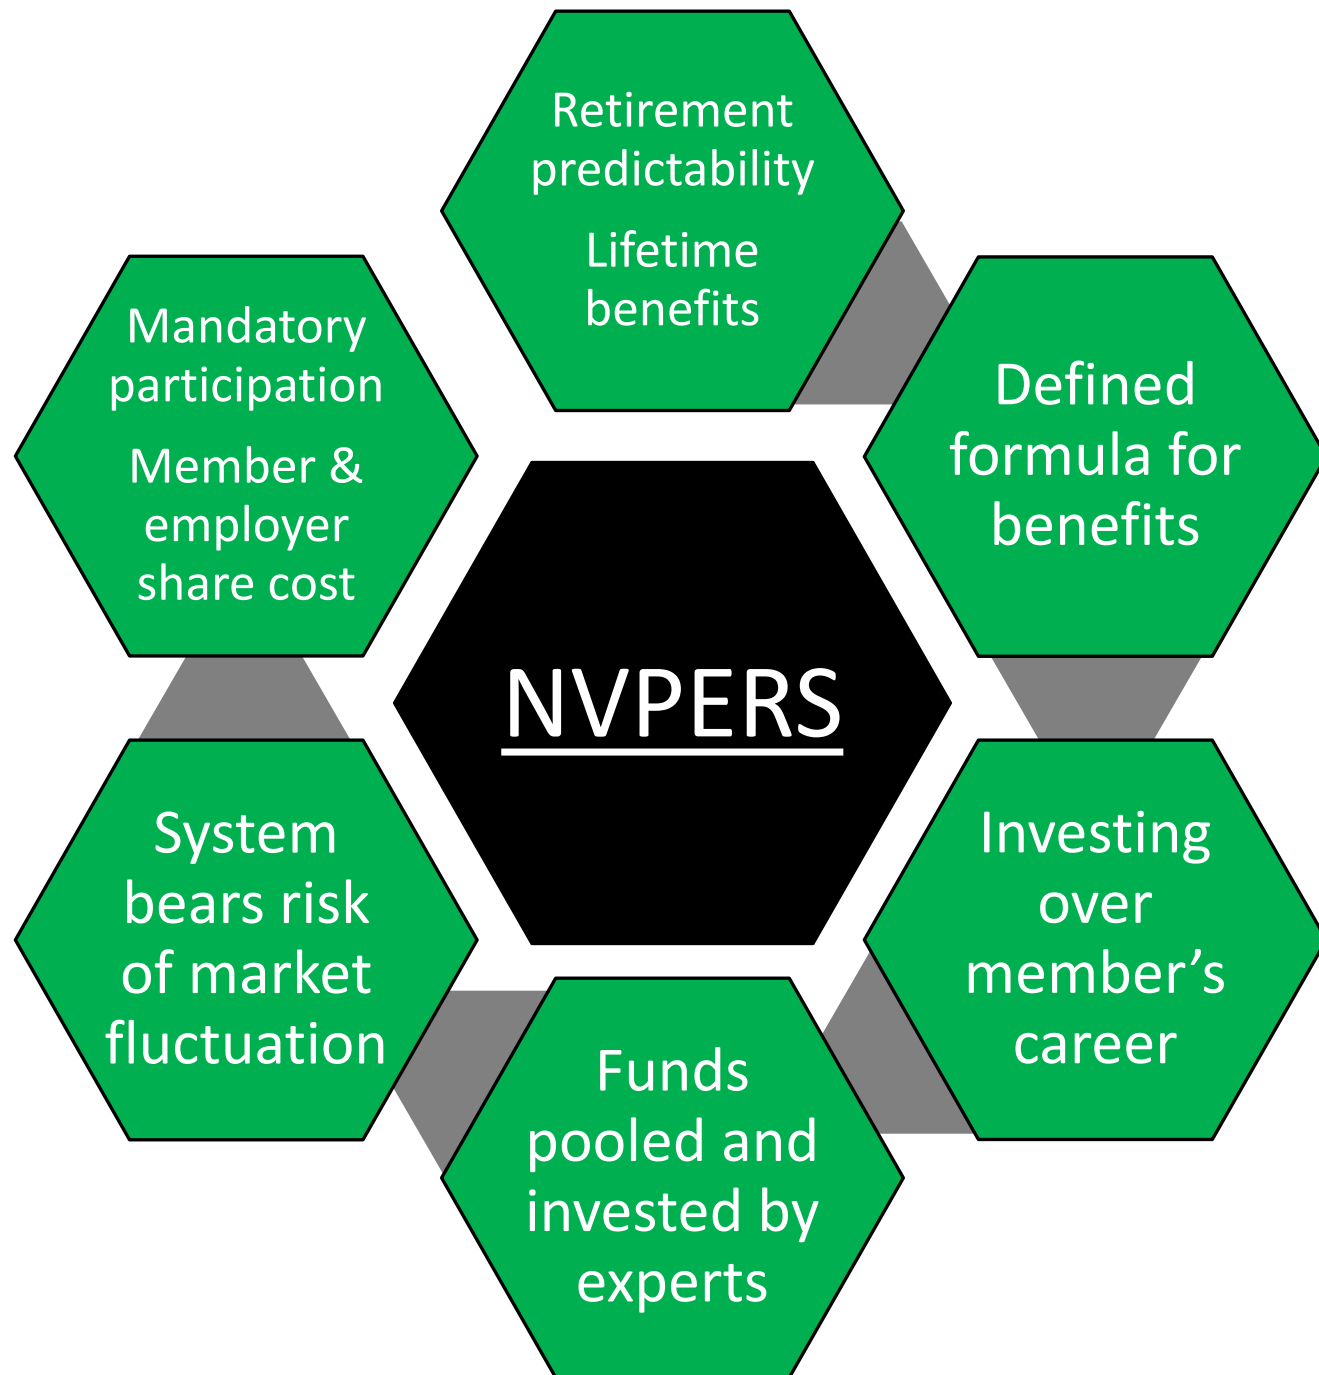 Retirement
predictability
Lifetime
benefits
Defined
formula for
benefits
Investing
over
member’s
career
Funds
pooled and
invested by
experts
System
bears risk
of market
fluctuation
Mandatory
participation
Member &
employer
share cost
NVPERS